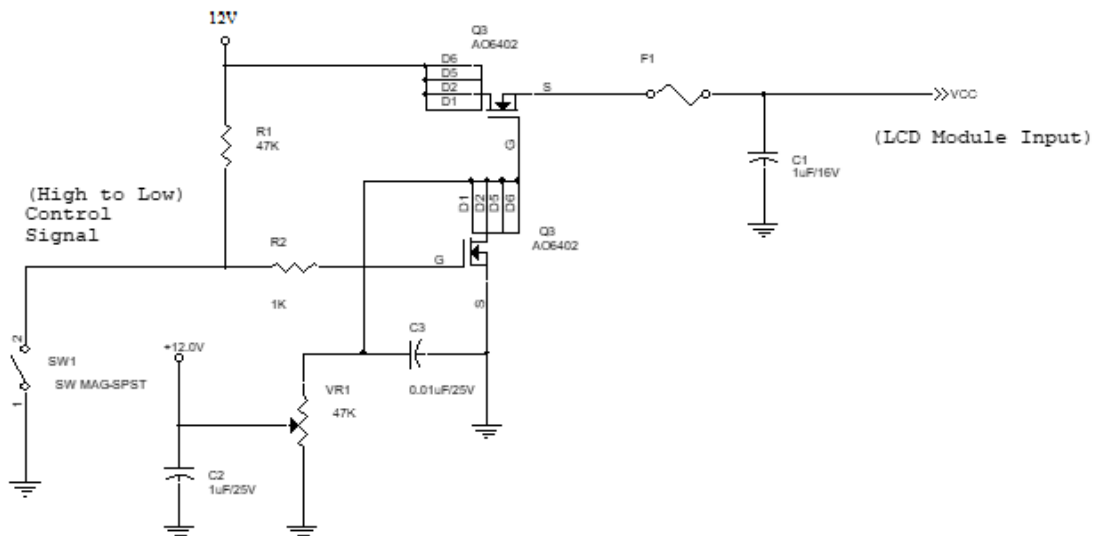 12V
Q3
AO6402
D6
D5
D2
D1
S
F1
VCC
(LCD Module Input)
R1
47K
G
C1
1uF/16V
(High to Low)
Control
Signal
D1
D2
D5
D6
Q3
AO6402
R2
G
1K
S
C3
0.01uF/25V
2
SW1
SW MAG-SPST
1
+12.0V
VR1
47K
C2
1uF/25V